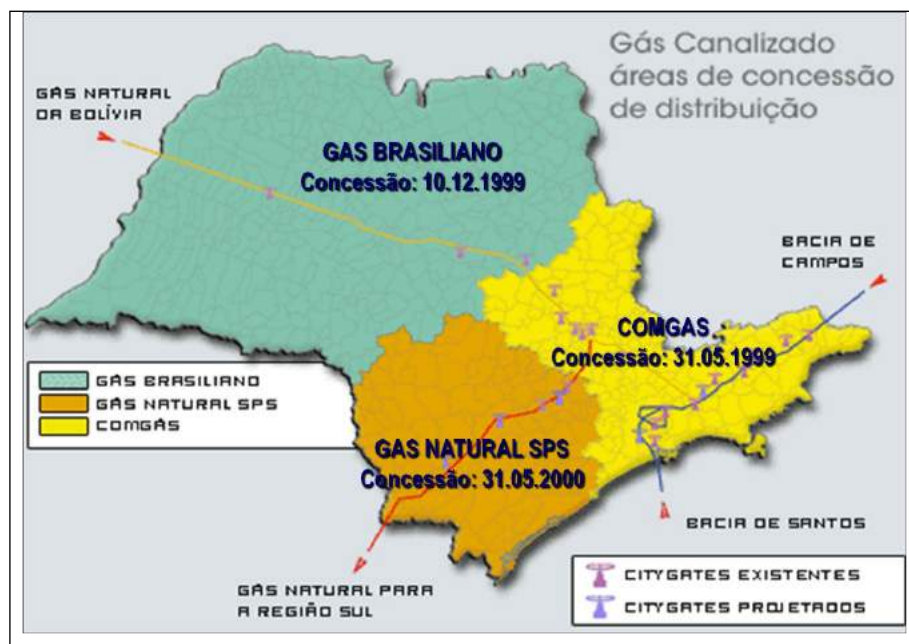 Gás Canalizado
áreas de concessão
de distribuição
GÁS NATURAL
DA BOLÍVIA
GAS BRASILIANO
Concessão: 10.12.1999
BACIA DE
CAMPOS
COMGAS
Concessão: 31.05.1999
GÁS BRASILIANO
GÁS NATURAL SPS
COMGÁS
GAS NATURAL SPS
Concessão: 31.05.2000
BACIA DE SANTOS
GÁS NATURAL PARA
A REGIÃO SUL
CITYGATES EXISTENTES
CITYGATES PROJETADOS